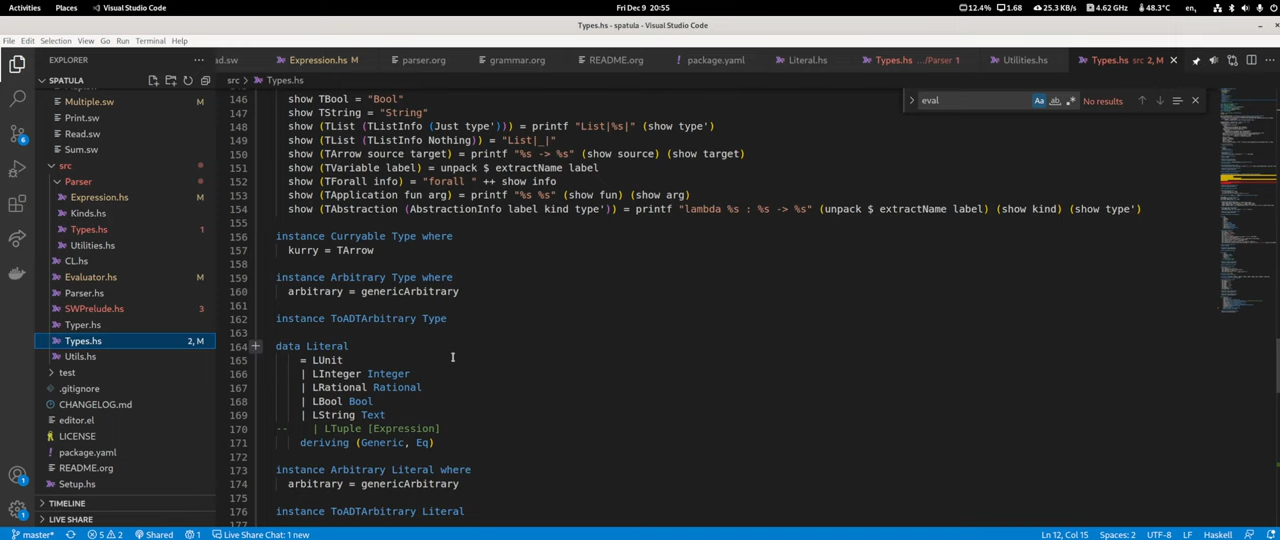 Activities
Visual Studio Code
Fri Dec 9 20:55
12.4%
1.68
25.3 KB/s
4.62 GHz
48.3°C
en
Types.hs - spatula - Visual Studio Code
File Edit Selection View Go Run Terminal Help
EXPLORER
ad.sw
Expression.hs M
parser.org
grammar.org
README.org
package.yaml
Literal.hs
Types.hs .../Parser 1
Utilities.hs
Types.hs src 2, M
SPATULA
src > Types.hs
eval
Aa
ab
No results
Multiple.sw M
Print.sw
Read.sw
Sum.sw
src
Parser
Expression.hs M
Kinds.hs
Types.hs 1
Utilities.hs
CL.hs
Evaluator.hs M
Parser.hs
SWPrelude.hs 3
Typer.hs
Types.hs 2, M
Utils.hs
test
.gitignore
CHANGELOG.md
editor.el
LICENSE
package.yaml
README.org
Setup.hs
TIMELINE
LIVE SHARE
146 show TBool = "Bool"
147 show TString = "String"
148 show (TList (TListInfo (Just type'))) = printf "List|%s|" (show type')
149 show (TList (TListInfo Nothing)) = "List|_|"
150 show (TArrow source target) = printf "%s -> %s" (show source) (show target)
151 show (TVariable label) = unpack $ extractName label
152 show (TForall info) = "forall " ++ show info
153 show (TApplication fun arg) = printf "%s %s" (show fun) (show arg)
154 show (TAbstraction (AbstractionInfo label kind type')) = printf "lambda %s : %s -> %s" (unpack $ extractName label) (show kind) (show type')
155
156 instance Curryable Type where
157 kurry = TArrow
158
159 instance Arbitrary Type where
160 arbitrary = genericArbitrary
161
162 instance ToADTArbitrary Type
163
164 data Literal
165 = LUnit
166 | LInteger Integer
167 | LRational Rational
168 | LBool Bool
169 | LString Text
170 -- | LTuple [Expression]
171 deriving (Generic, Eq)
172
173 instance Arbitrary Literal where
174 arbitrary = genericArbitrary
175
176 instance ToADTArbitrary Literal
177
6
1
1
master*
5 2
Shared
1
Live Share Chat: 1 new
Ln 12, Col 15
Spaces: 2
UTF-8
LF
Haskell